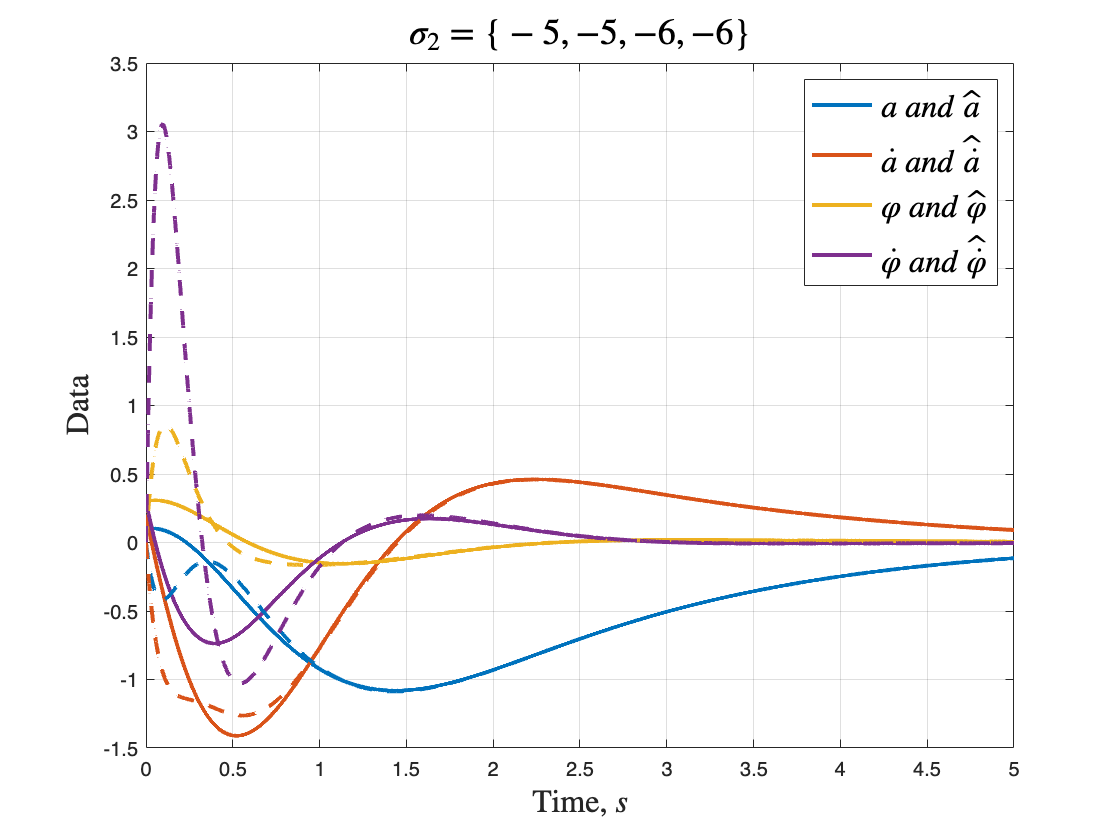 σ₂ = { − 5, −5, −6, −6}
3.5
3
2.5
2
1.5
1
0.5
0
-0.5
-1
-1.5
Data
a and â
ȧ and ȧ̂
φ and φ̂
φ̇ and φ̇̂
0 0.5 1 1.5 2 2.5 3 3.5 4 4.5 5
Time, s